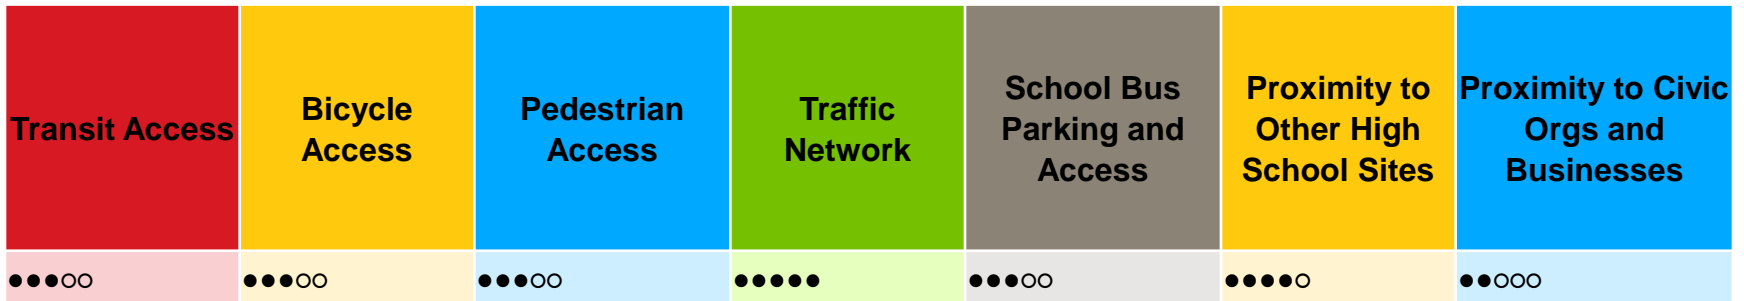 Transit Access
Bicycle
Access
Pedestrian
Access
Traffic
Network
School Bus
Parking and
Access
Proximity to
Other High
School Sites
Proximity to Civic
Orgs and
Businesses
●●●○○
●●●○○
●●●○○
●●●●●
●●●○○
●●●●○
●●○○○